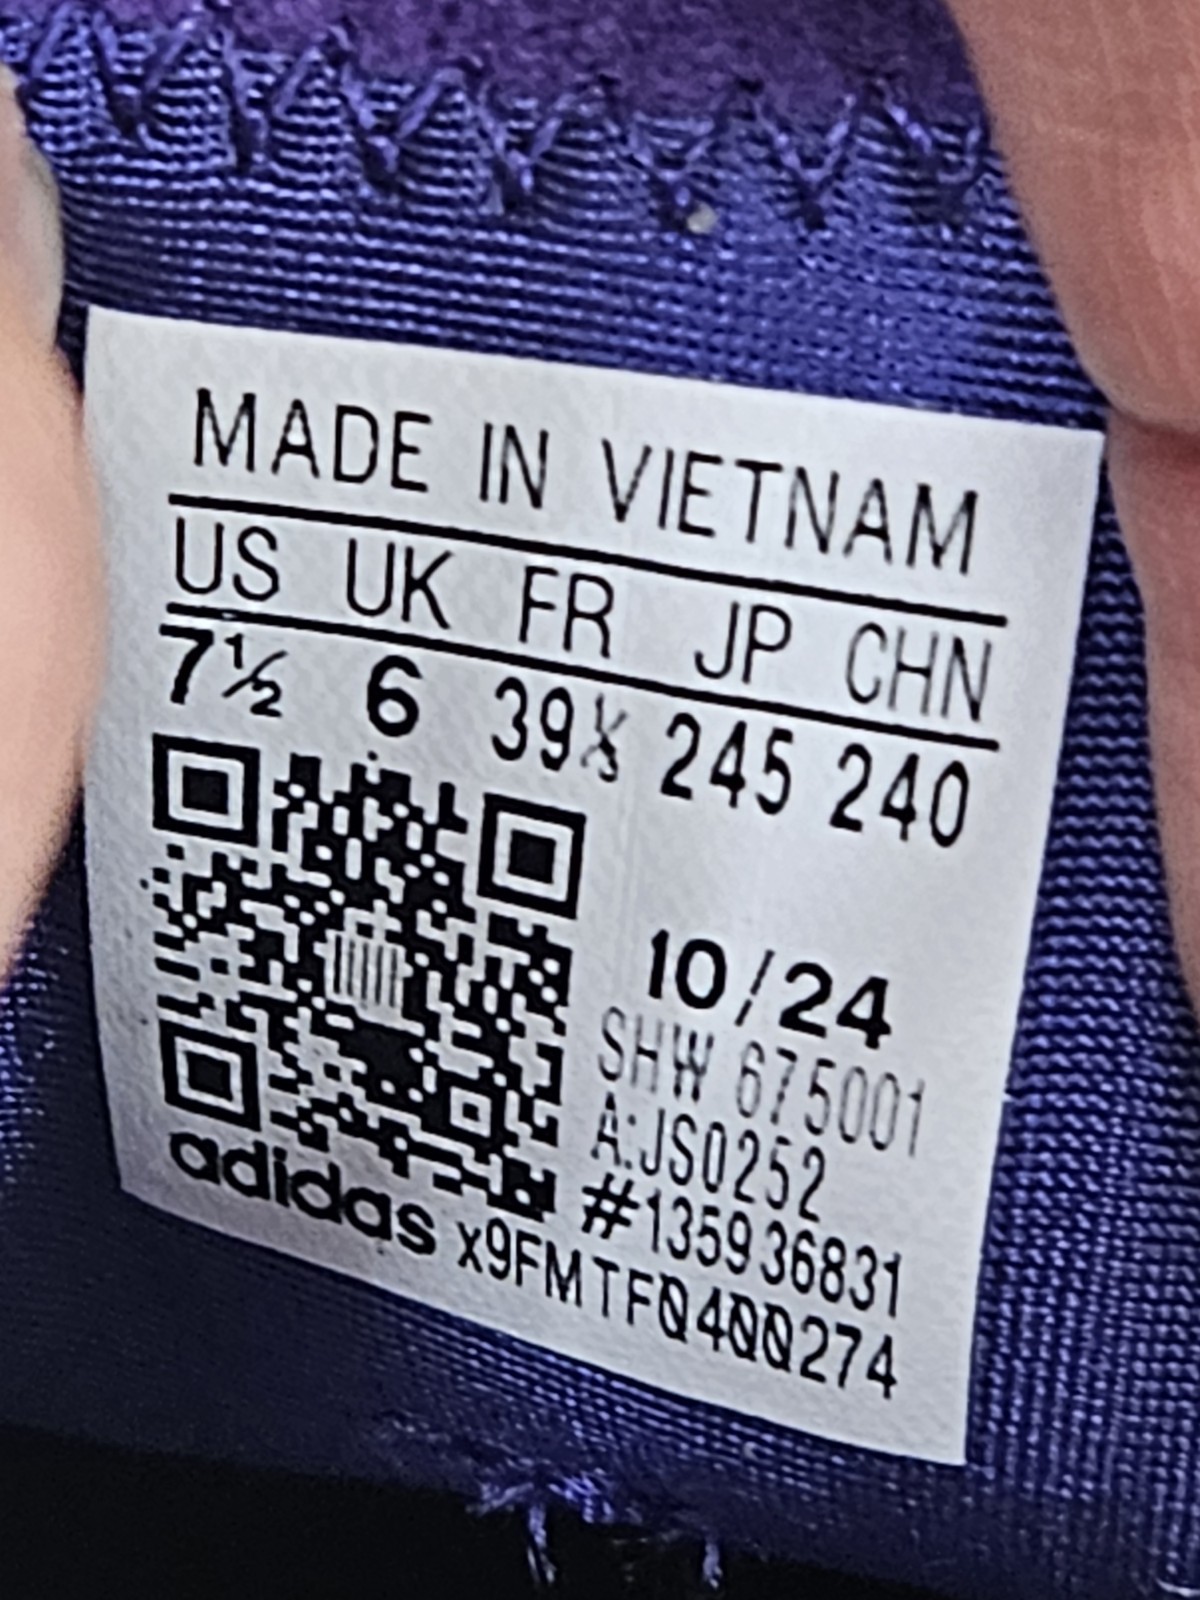 MADE IN VIETNAM
US UK FR JP CHN
7½ 6 39⅓ 245 240
10/24
SHW 675001
A:JS0252
#135936831
adidas x9FMTF0400274